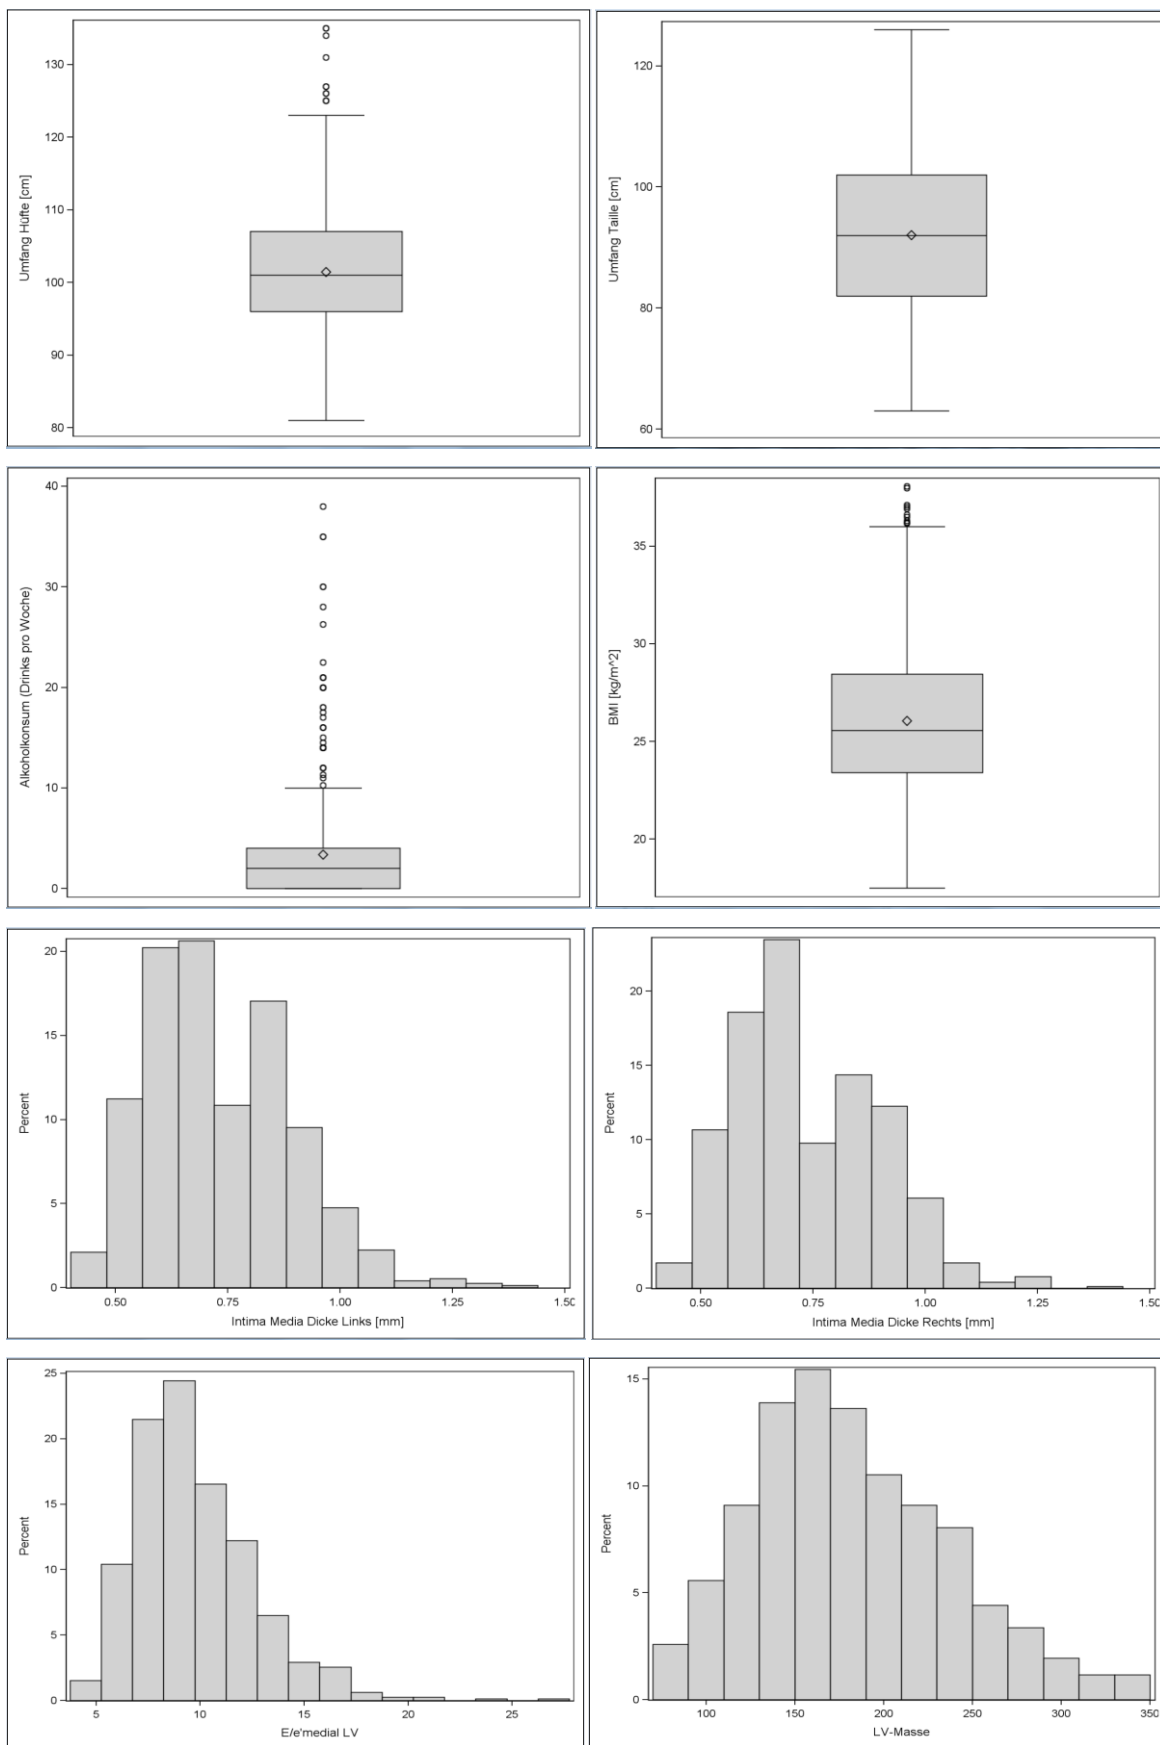 130
120
110
100
90
80
Umfang Hüfte [cm]
120
100
80
60
Umfang Taille [cm]
40
30
20
10
0
Alkoholkonsum (Drinks pro Woche)
35
30
25
20
BMI [kg/m^2]
20
15
10
5
0
Percent
0.50 0.75 1.00 1.25 1.50
Intima Media Dicke Links [mm]
20
15
10
5
0
Percent
0.50 0.75 1.00 1.25 1.50
Intima Media Dicke Rechts [mm]
25
20
15
10
5
0
Percent
5 10 15 20 25
E/e'medial LV
15
10
5
0
Percent
100 150 200 250 300 350
LV-Masse